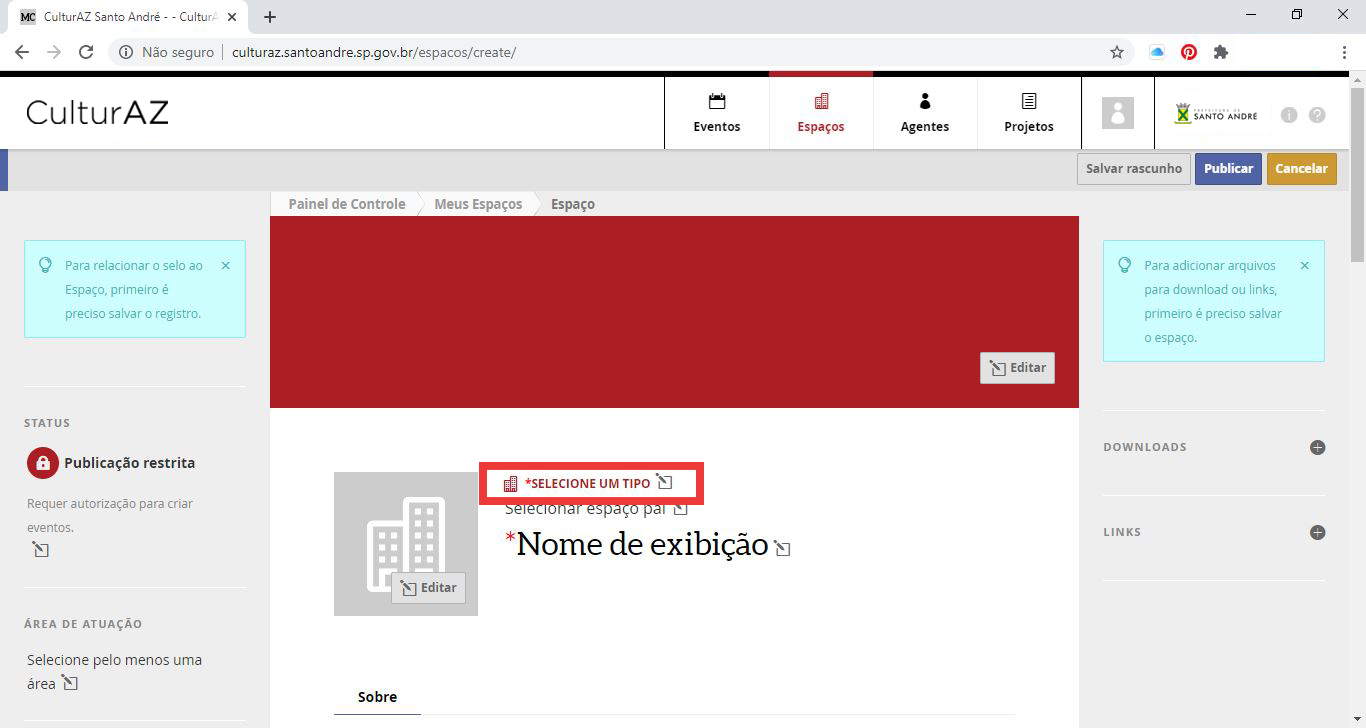 MC CulturAZ Santo André - - CulturA
Não seguro culturaz.santoandre.sp.gov.br/espacos/create/
CulturAZ
Eventos
Espaços
Agentes
Projetos
PREFEITURA DE
SANTO ANDRÉ
Salvar rascunho
Publicar
Cancelar
Painel de Controle
Meus Espaços
Espaço
Para relacionar o selo ao
Espaço, primeiro é
preciso salvar o registro.
STATUS
Publicação restrita
Requer autorização para criar
eventos.
ÁREA DE ATUAÇÃO
Selecione pelo menos uma
área
Editar
*SELECIONE UM TIPO
Selecionar espaço pai
*Nome de exibição
Editar
Sobre
Para adicionar arquivos
para download ou links,
primeiro é preciso salvar
o espaço.
DOWNLOADS
LINKS